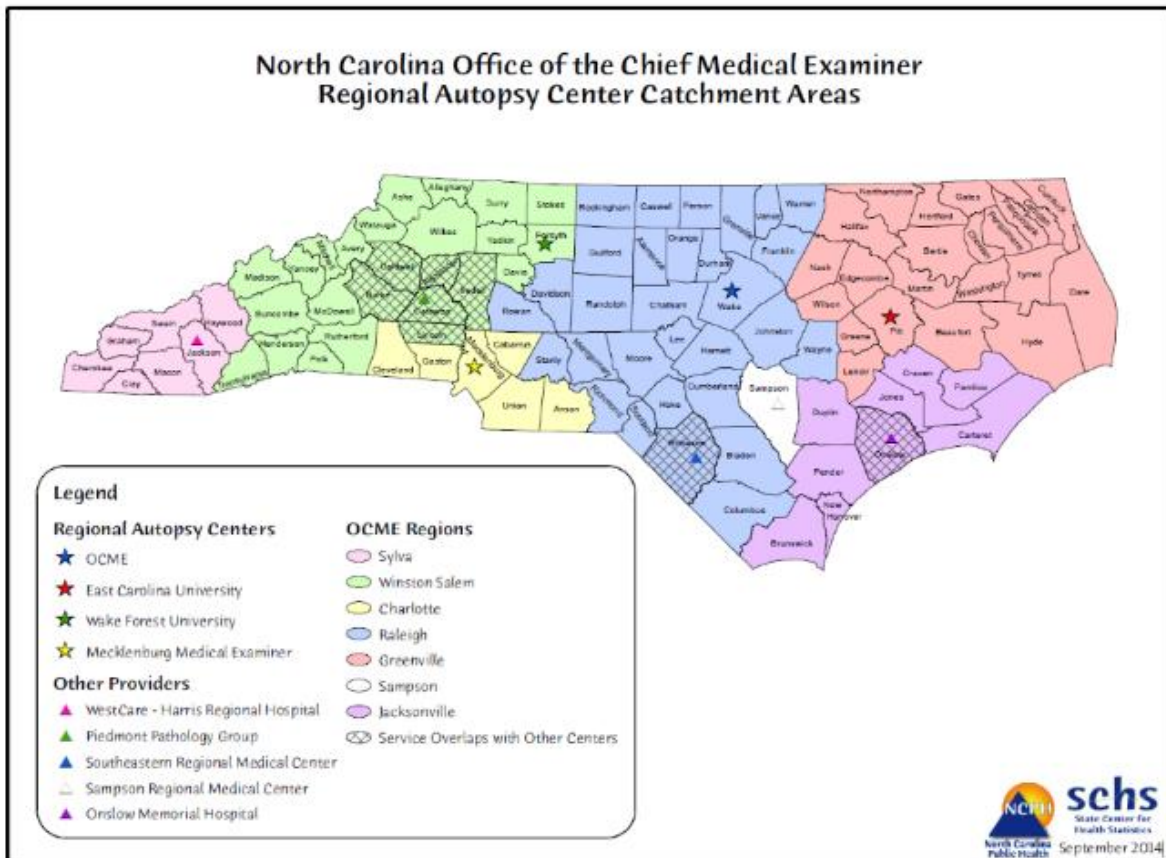 North Carolina Office of the Chief Medical Examiner
Regional Autopsy Center Catchment Areas
Ashe
Alleghany
Surry
Stokes
Rockingham
Caswell
Person
Granville
Vance
Warren
Northampton
Gates
Hertford
Halifax
Watauga
Wilkes
Yadkin
Forsyth
Guilford
Alamance
Orange
Durham
Franklin
Bertie
Avery
Madison
Yancey
Davie
Nash
Edgecombe
Martin
Washington
Tyrrell
Dare
Buncombe
McDowell
Burke
Catawba
Rowan
Davidson
Randolph
Chatham
Wake
Wilson
Pitt
Beaufort
Hyde
Swain
Haywood
Rutherford
Johnston
Graham
Jackson
Henderson
Polk
Cleveland
Gaston
Mecklenburg
Cabarrus
Stanly
Montgomery
Moore
Lee
Harnett
Wayne
Greene
Lenoir
Craven
Pamlico
Cherokee
Clay
Macon
Union
Anson
Richmond
Hoke
Cumberland
Sampson
Duplin
Jones
Carteret
Onslow
Bladen
Pender
Columbus
New
Hanover
Brunswick
Legend
Regional Autopsy Centers
OCME
East Carolina University
Wake Forest University
Mecklenburg Medical Examiner
Other Providers
WestCare - Harris Regional Hospital
Piedmont Pathology Group
Southeastern Regional Medical Center
Sampson Regional Medical Center
Onslow Memorial Hospital
OCME Regions
Sylva
Winston Salem
Charlotte
Raleigh
Greenville
Sampson
Jacksonville
Service Overlaps with Other Centers
NCPH
North Carolina
Public Health
schs
State Center for
Health Statistics
September 2014